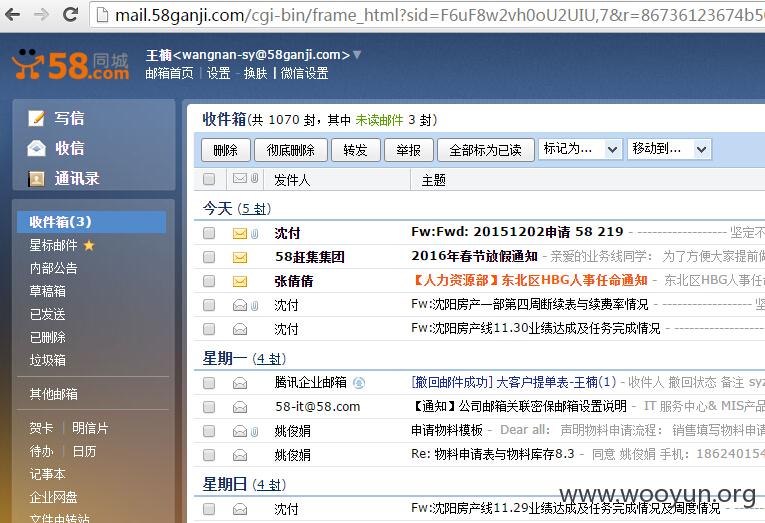 mail.58ganji.com/cgi-bin/frame_html?sid=F6uF8w2vh0oU2UIU,7&r=86736123674b5
58同城
.com
王楠<wangnan-sy@58ganji.com>
邮箱首页 | 设置 - 换肤 | 微信设置
写信
收信
通讯录
收件箱(3)
星标邮件
内部公告
草稿箱
已发送
已删除
垃圾箱
其他邮箱
贺卡 | 明信片
待办 | 日历
记事本
企业网盘
文件中转站
收件箱(共 1070 封，其中 未读邮件 3 封)
删除 彻底删除 转发 举报 全部标为已读 标记为... 移动到...
发件人 主题
今天 (5 封)
沈付 Fw:Fwd: 20151202申请 58 219 - ---------------- 坚定不
58赶集集团 2016年春节放假通知 - 亲爱的业务线同学： 为了方便大家提前做
张倩倩 【人力资源部】东北区HBG人事任命通知 - 东北区HBG人事
沈付 Fw:沈阳房产一部第四周断续表与续费率情况 - ----------------
沈付 Fw:沈阳房产线11.30业绩达成及任务完成情况 - ----------------
星期一 (4 封)
腾讯企业邮箱 [撤回邮件成功] 大客户提单表-王楠(1) - 收件人 撤回状态 备注 syz
58-it@58.com 【通知】公司邮箱关联密保邮箱设置说明 - IT 服务中心& MIS产品
姚俊娟 申请物料模板 - Dear all： 声明物料申请流程： 销售填写物料申
姚俊娟 Re: 物料申请表与物料库存8.3 - 同意 姚俊娟 手机：18624015
星期日 (4 封)
沈付 Fw:沈阳房产线11.29业绩达成及任务完成情况及周度情况
www.wooyun.org